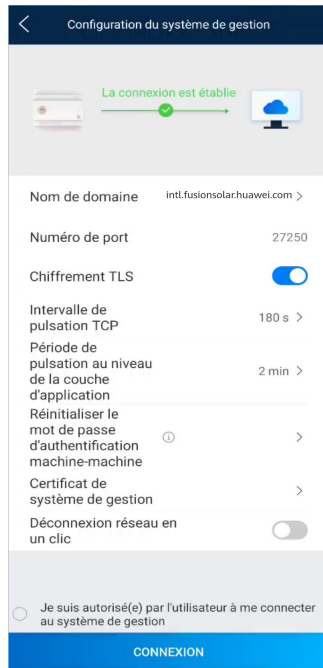 Configuration du système de gestion
La connexion est établie
Nom de domaine intl.fusionsolar.huawei.com
Numéro de port 27250
Chiffrement TLS
Intervalle de
pulsation TCP 180 s
Période de
pulsation au niveau
de la couche 2 min
d'application
Réinitialiser le
mot de passe
d'authentification
machine-machine
Certificat de
système de gestion
Déconnexion réseau en
un clic
Je suis autorisé(e) par l'utilisateur à me connecter
au système de gestion
CONNEXION